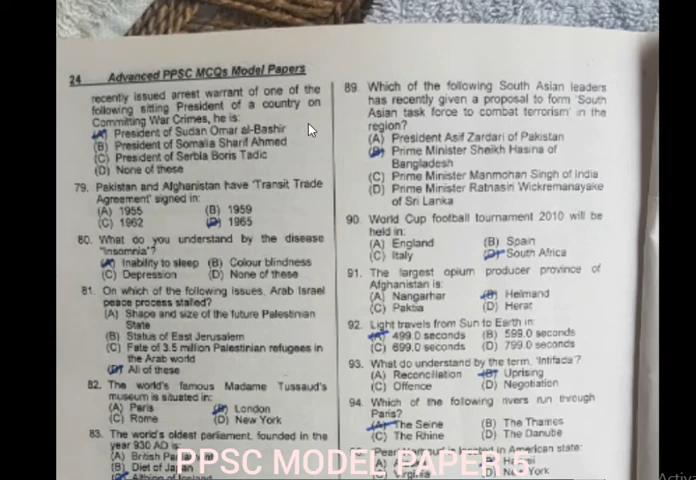 24 Advanced PPSC MCQs Model Papers
recently issued arrest warrant of one of the
following sitting President of a country on
Committing War Crimes, he is:
(A) President of Sudan Omar al-Bashir
(B) President of Somalia Sharif Ahmed
(C) President of Serbia Boris Tadic
(D) None of these
79. Pakistan and Afghanistan have 'Transit Trade
Agreement' signed in:
(A) 1955 (B) 1959
(C) 1962 (D) 1965
80. What do you understand by the disease
"Insomnia"?
(A) Inability to sleep (B) Colour blindness
(C) Depression (D) None of these
81. On which of the following issues, Arab Israel
peace process stalled?
(A) Shape and size of the future Palestinian
State
(B) Status of East Jerusalem
(C) Fate of 3.5 million Palestinian refugees in
the Arab world
(D) All of these
82. The world's famous Madame Tussaud's
museum is situated in:
(A) Paris (B) London
(C) Rome (D) New York
83. The world's oldest parliament, founded in the
year 930 AD is:
(A) British
(B) Diet of
89. Which of the following South Asian leaders
has recently given a proposal to form 'South
Asian task force to combat terrorism' in the
region?
(A) President Asif Zardari of Pakistan
(B) Prime Minister Sheikh Hasina of
Bangladesh
(C) Prime Minister Manmohan Singh of India
(D) Prime Minister Ratnasiri Wickremanayake
of Sri Lanka
90. World Cup football tournament 2010 will be
held in:
(A) England (B) Spain
(C) Italy (D) South Africa
91. The largest opium producer province of
Afghanistan is:
(A) Nangarhar (B) Helmand
(C) Paktia (D) Herat
92. Light travels from Sun to Earth in:
(A) 499.0 seconds (B) 599.0 seconds
(C) 699.0 seconds (D) 799.0 seconds
93. What do understand by the term, 'Intifada'?
(A) Reconciliation (B) Uprising
(C) Offence (D) Negotiation
94. Which of the following rivers run through
Paris?
(A) The Seine (B) The Thames
(C) The Rhine (D) The Danube
located in American state:
(D) New York
PPSC MODEL PAPER 5